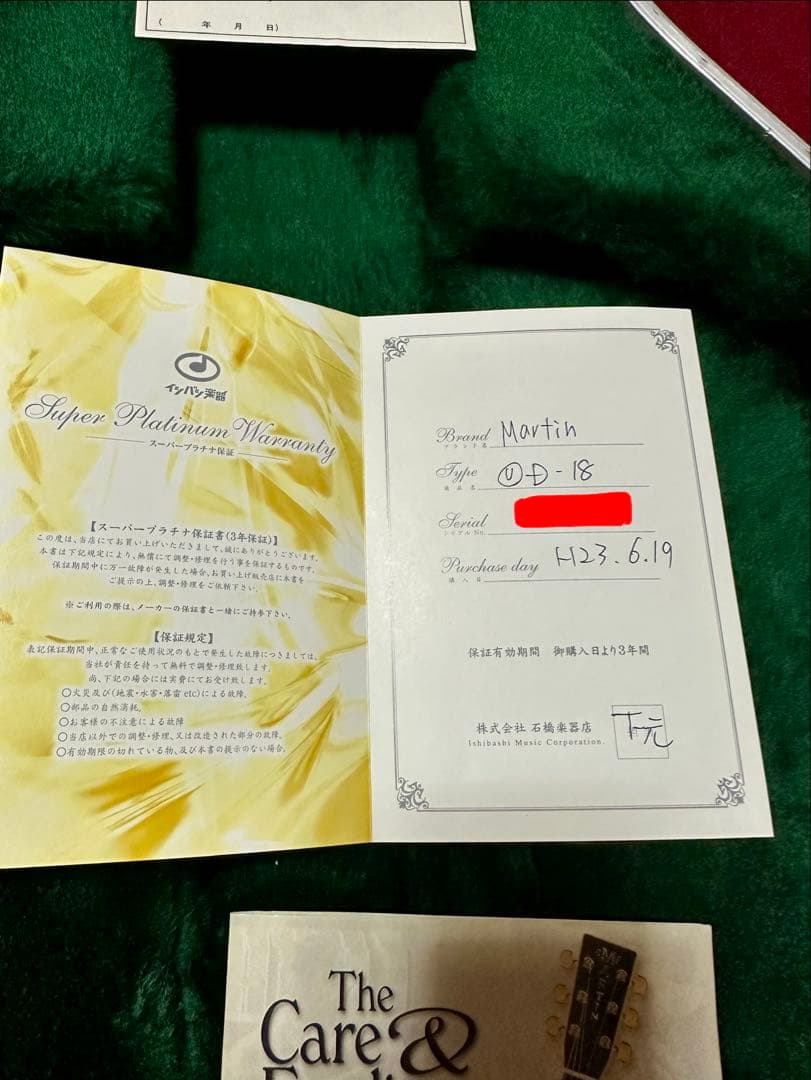 (　　年　月　日)
イシバシ楽器
Super Platinum Warranty
スーパープラチナ保証
【スーパープラチナ保証書(3年保証)】
この度は、当店にてお買い上げいただきまして、誠にありがとうございます。
本書は下記規定により、無償にて調整・修理を行う事を保証するものです。
保証期間中に万一故障が発生した場合、お買い上げ販売店に本書を
ご提示の上、調整・修理をご依頼下さい。
※ご利用の際は、メーカーの保証書と一緒にご持参下さい。
【保証規定】
表記保証期間中、正常なご使用状況のもとで発生した故障につきましては、
当社が責任を持って無料で調整・修理致します。
尚、下記の場合には実費にてお受け致します。
○火災及び(地震・水害・落雷 etc)による故障。
○部品の自然消耗。
○お客様の不注意による故障
○当店以外での調整・修理、又は改造された部分の故障。
○有効期限の切れている物、及び本書の提示のない場合。
Brand Martin
ブランド名
Type Ⓤ D-18
商品名
Serial
シリアルNo.
Purchase day H23.6.19
購入日
保証有効期間　御購入日より3年間
株式会社 石橋楽器店
Ishibashi Music Corporation.
下元
The
Care &
MARTIN